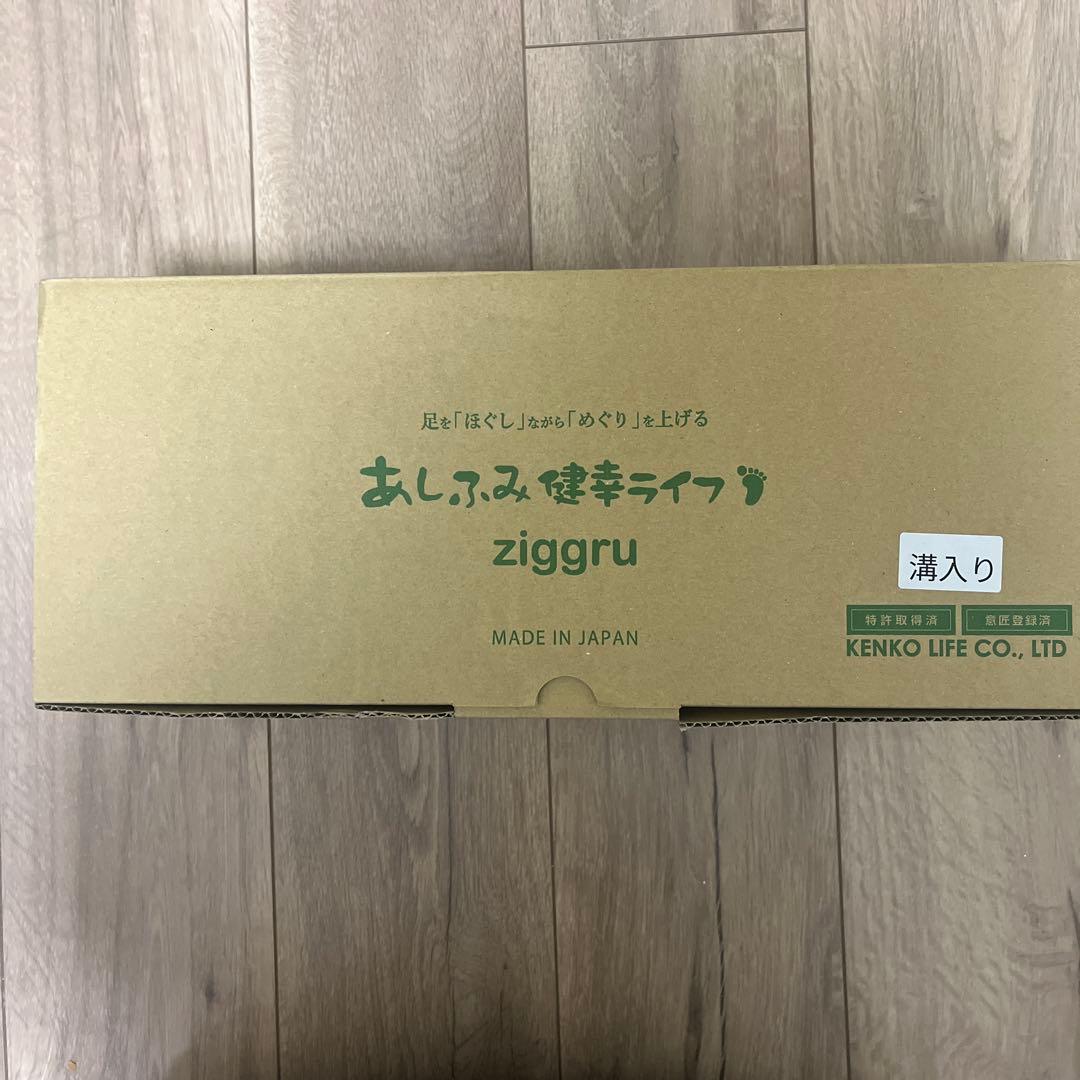 足を「ほぐし」ながら「めぐり」を上げる
あしふみ健幸ライフ
ziggru
MADE IN JAPAN
溝入り
特許取得済 意匠登録済
KENKO LIFE CO., LTD